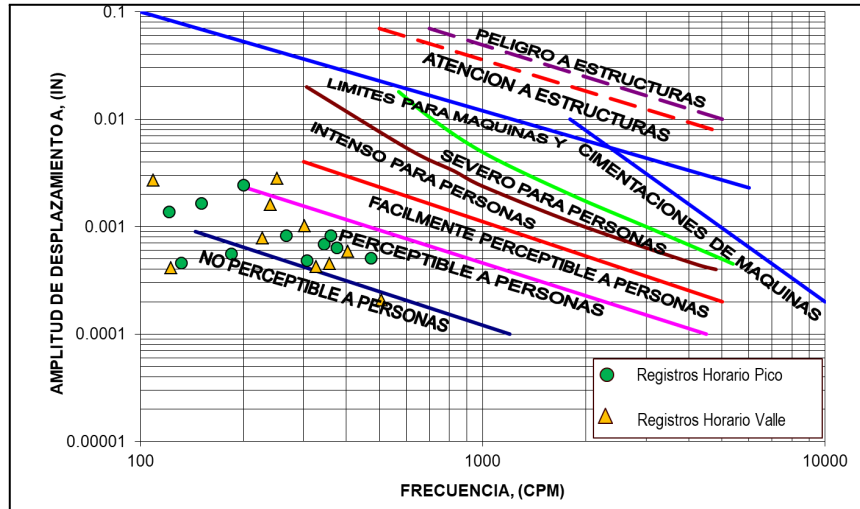 0.1
0.01
0.001
0.0001
0.00001
AMPLITUD DE DESPLAZAMIENTO A, (IN)
PELIGRO A ESTRUCTURAS
ATENCION A ESTRUCTURAS
LIMITES PARA MAQUINAS Y CIMENTACIONES DE MAQUINAS
INTENSO PARA PERSONAS
SEVERO PARA PERSONAS
FACILMENTE PERCEPTIBLE A PERSONAS
PERCEPTIBLE A PERSONAS
NO PERCEPTIBLE A PERSONAS
Registros Horario Pico
Registros Horario Valle
100
1000
10000
FRECUENCIA, (CPM)